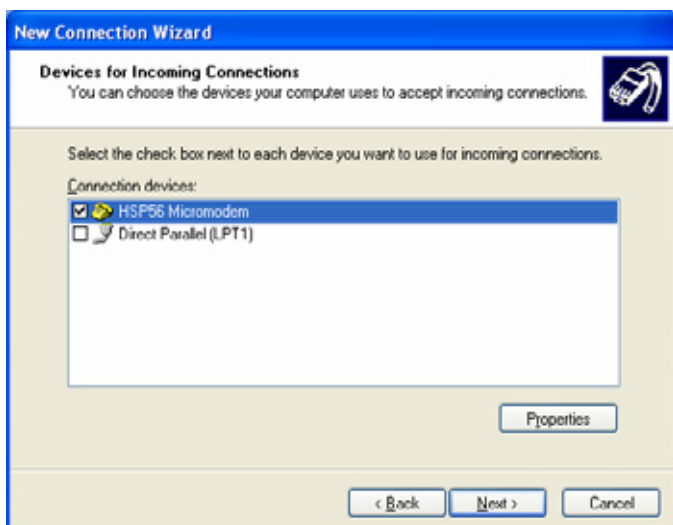 New Connection Wizard
Devices for Incoming Connections
You can choose the devices your computer uses to accept incoming connections.
Select the check box next to each device you want to use for incoming connections.
Connection devices:
HSP56 Micromodem
Direct Parallel (LPT1)
Properties
< Back Next > Cancel